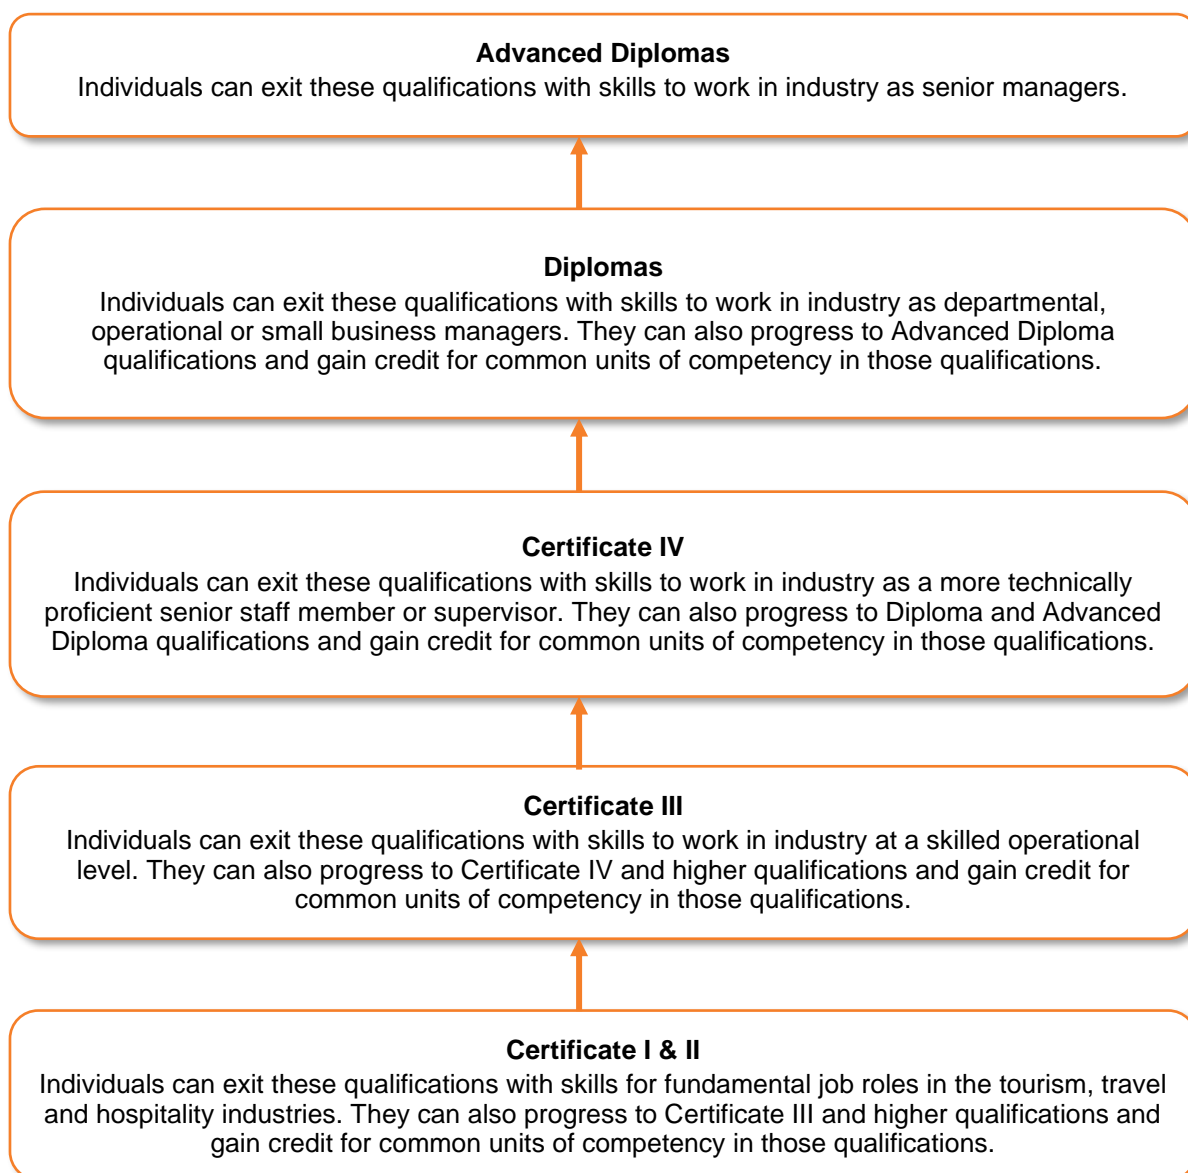 Advanced Diplomas
Individuals can exit these qualifications with skills to work in industry as senior managers.
Diplomas
Individuals can exit these qualifications with skills to work in industry as departmental,
operational or small business managers. They can also progress to Advanced Diploma
qualifications and gain credit for common units of competency in those qualifications.
Certificate IV
Individuals can exit these qualifications with skills to work in industry as a more technically
proficient senior staff member or supervisor. They can also progress to Diploma and Advanced
Diploma qualifications and gain credit for common units of competency in those qualifications.
Certificate III
Individuals can exit these qualifications with skills to work in industry at a skilled operational
level. They can also progress to Certificate IV and higher qualifications and gain credit for
common units of competency in those qualifications.
Certificate I & II
Individuals can exit these qualifications with skills for fundamental job roles in the tourism, travel
and hospitality industries. They can also progress to Certificate III and higher qualifications and
gain credit for common units of competency in those qualifications.